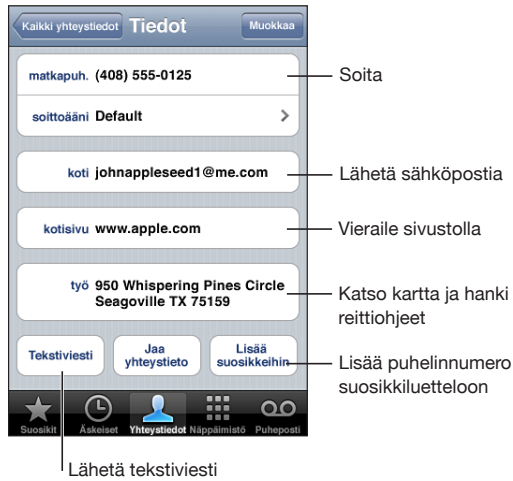 Kaikki yhteystiedot Tiedot Muokkaa
matkapuh. (408) 555-0125
Soita
soittoääni Default
koti johnappleseed1@me.com
Lähetä sähköpostia
kotisivu www.apple.com
Vieraile sivustolla
työ 950 Whispering Pines Circle
Seagoville TX 75159
Katso kartta ja hanki
reittiohjeet
Tekstiviesti
Jaa
yhteystieto
Lisää
suosikkeihin
Lisää puhelinnumero
suosikkiluetteloon
Suosikit Äskeiset Yhteystiedot Näppäimistö Puheposti
Lähetä tekstiviesti